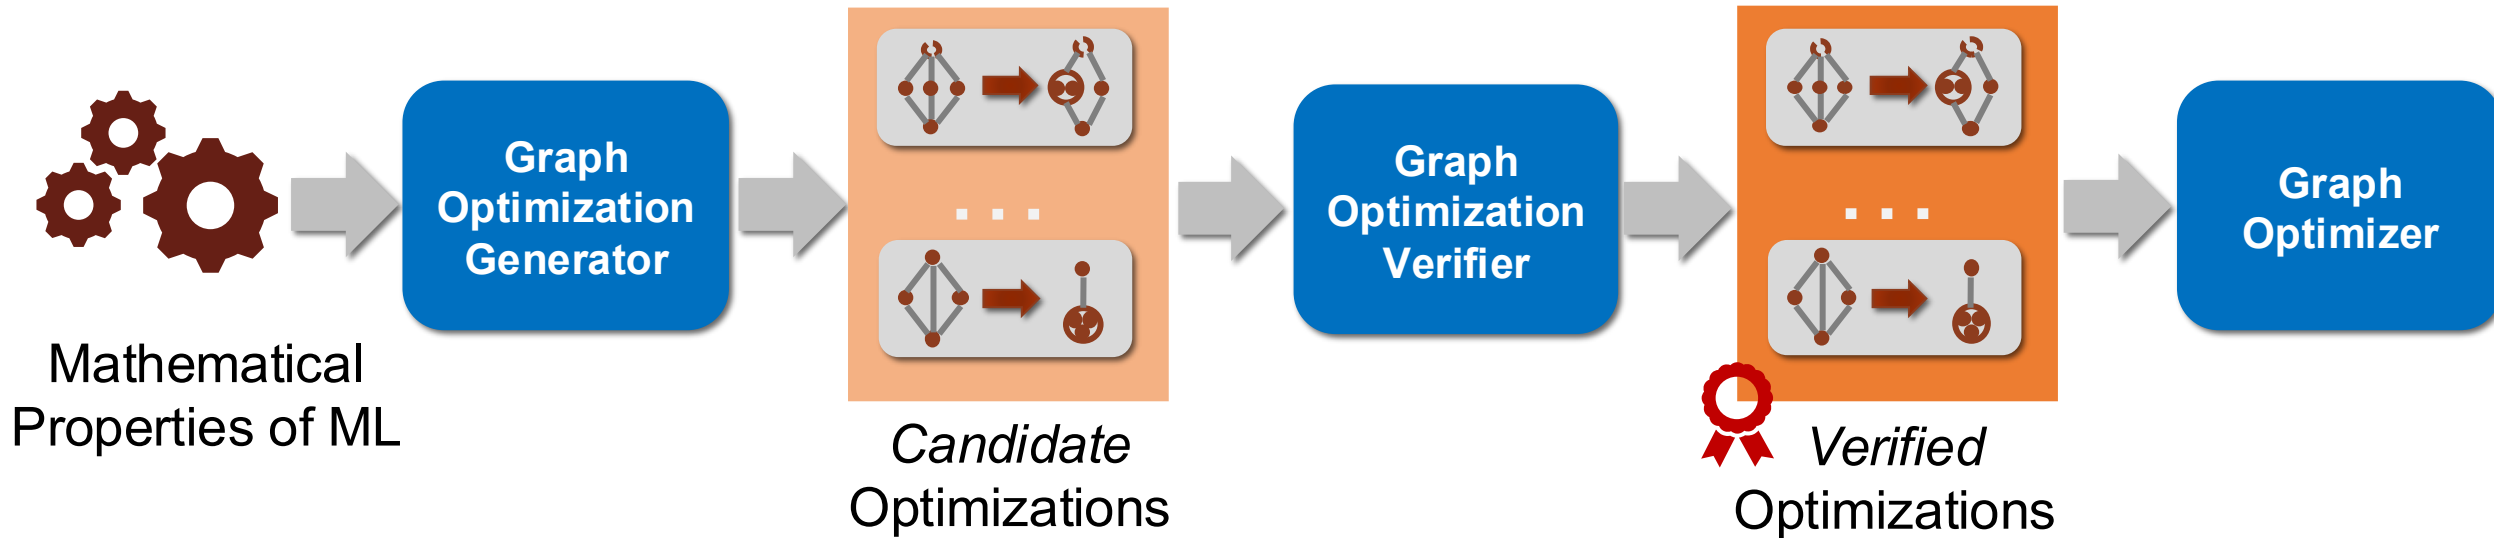 Mathematical
Properties of ML
Graph
Optimization
Generator
. . .
Candidate
Optimizations
Graph
Optimization
Verifier
. . .
Verified
Optimizations
Graph
Optimizer